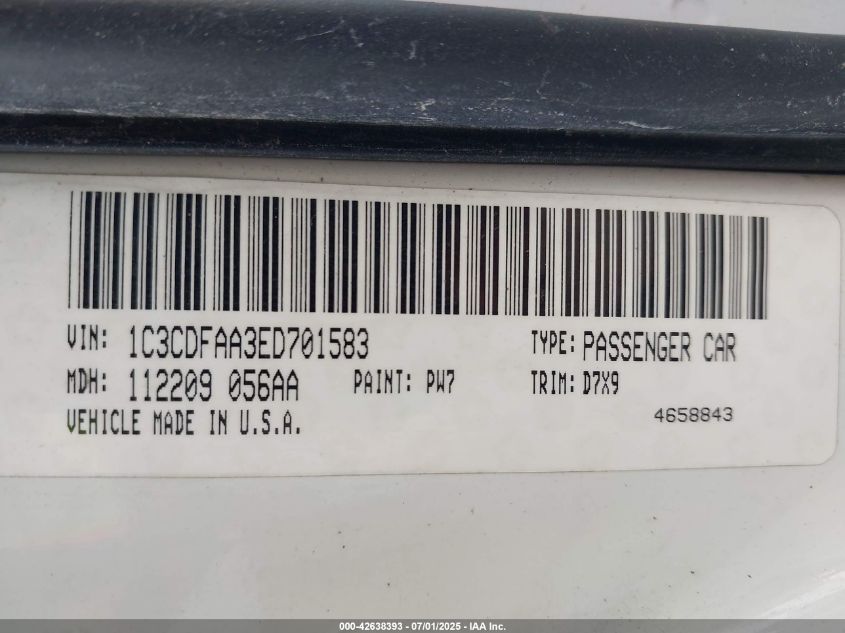 VIN: 1C3CDFAA3ED701583 TYPE: PASSENGER CAR
MDH: 112209 056AA PAINT: PW7 TRIM: D7X9
VEHICLE MADE IN U.S.A. 4658843
000-42638393 - 07/01/2025 - IAA Inc.